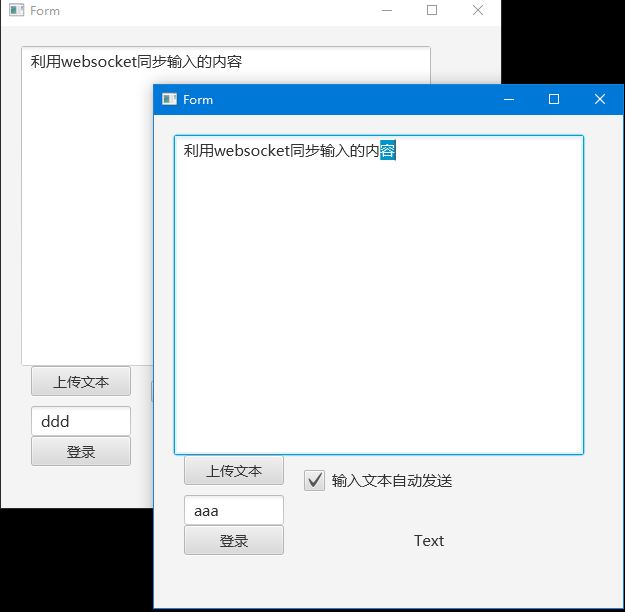 Form
利用websocket同步输入的内容
上传文本
ddd
登录
Form
利用websocket同步输入的内容
上传文本
输入文本自动发送
aaa
登录
Text